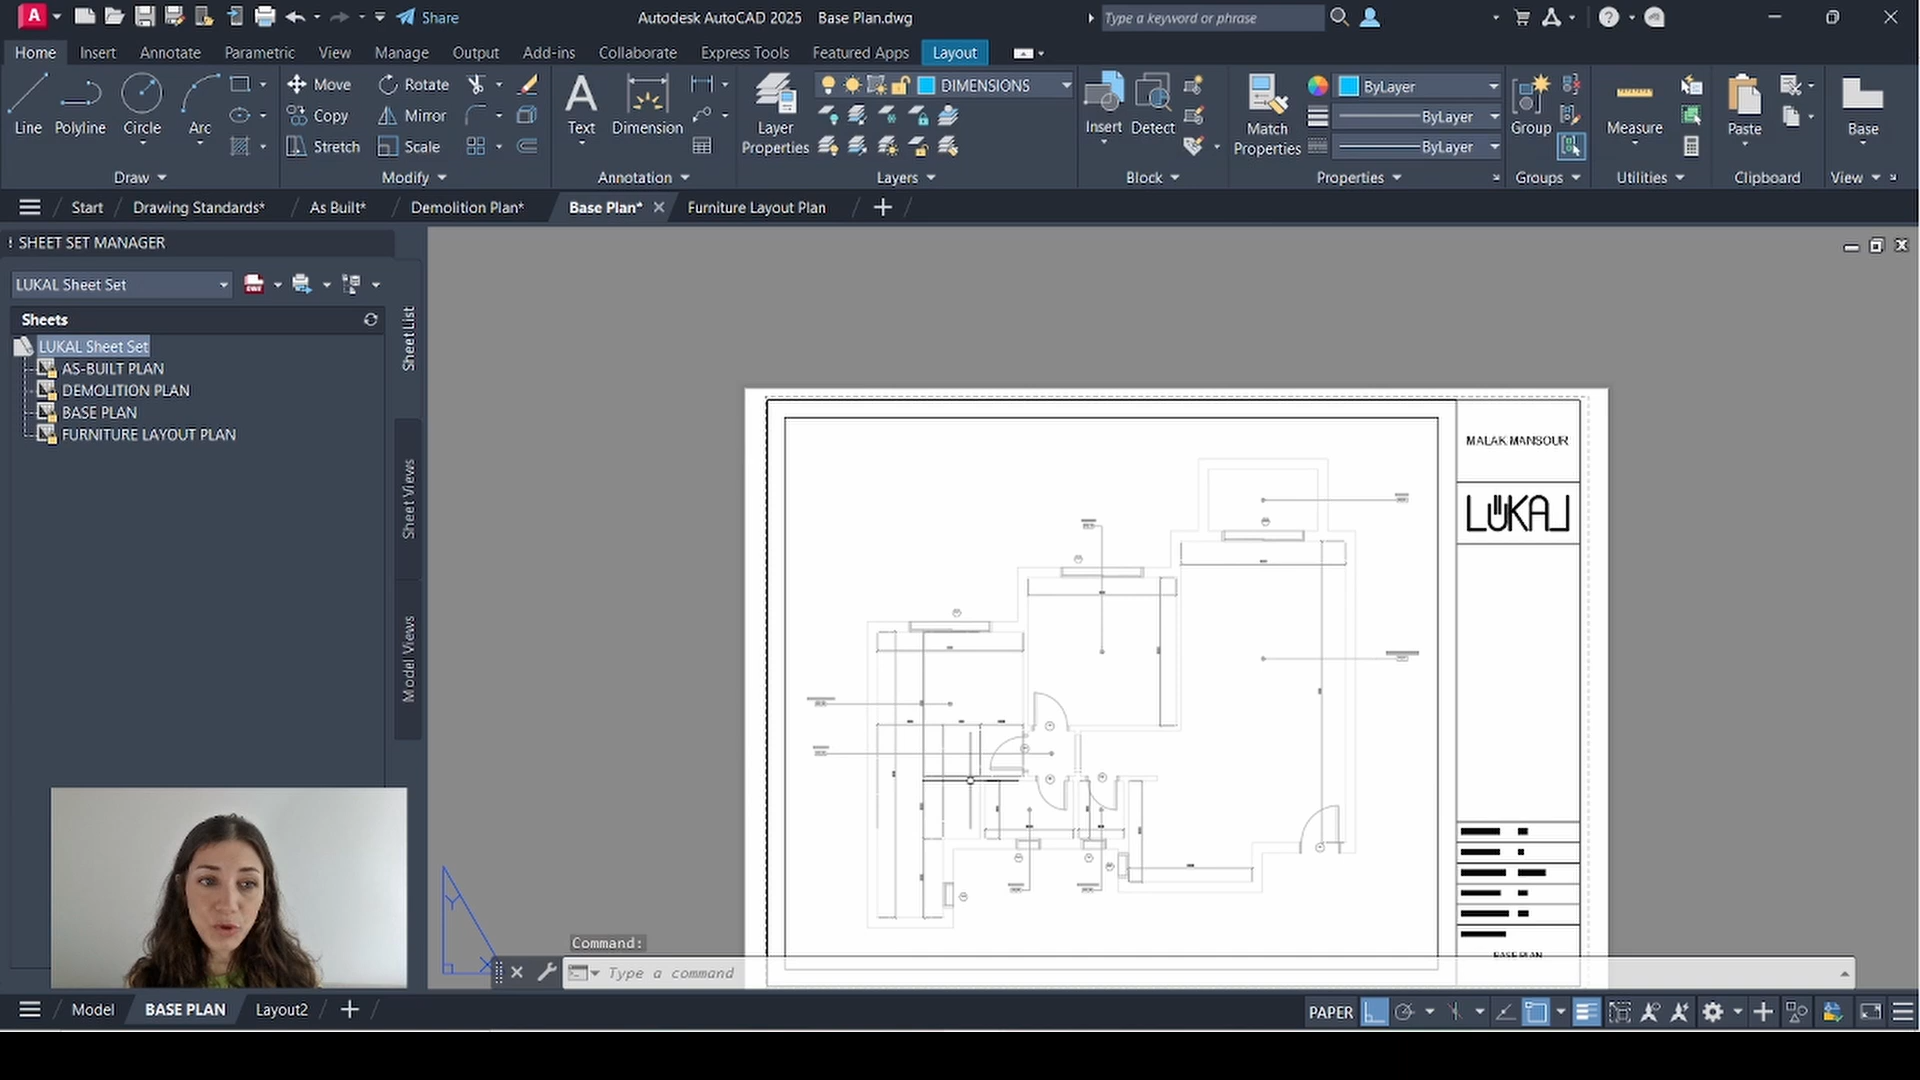 Share
Autodesk AutoCAD 2025 Base Plan.dwg
Type a keyword or phrase
Home Insert Annotate Parametric View Manage Output Add-ins Collaborate Express Tools Featured Apps Layout
Line Polyline Circle Arc
Move Rotate
Copy Mirror
Stretch Scale
Text Dimension
Layer Properties
DIMENSIONS
Insert Detect
Match Properties
ByLayer
ByLayer
ByLayer
Group
Measure
Paste
Base
Draw Modify Annotation Layers Block Properties Groups Utilities Clipboard View
Start Drawing Standards* As Built* Demolition Plan* Base Plan* Furniture Layout Plan
SHEET SET MANAGER
LUKAL Sheet Set
Sheets
LUKAL Sheet Set
AS-BUILT PLAN
DEMOLITION PLAN
BASE PLAN
FURNITURE LAYOUT PLAN
Sheet List
Sheet Views
Model Views
MALAK MANSOUR
LÜKAL
BASE PLAN
Y
X
Command:
Type a command
Model BASE PLAN Layout2
PAPER